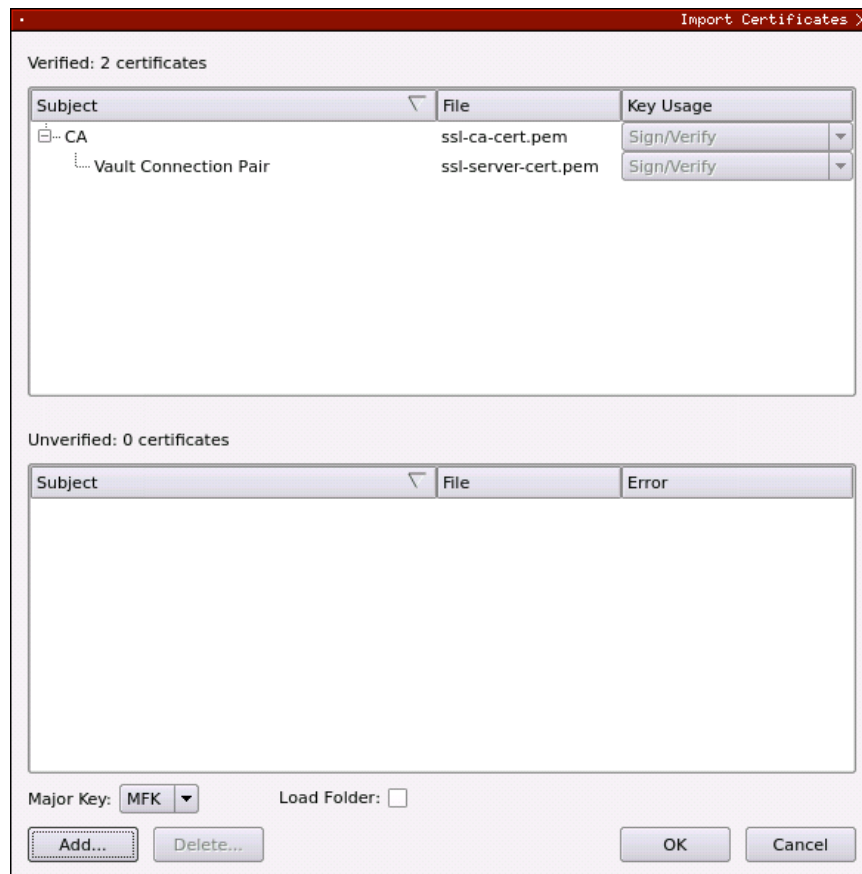 Import Certificates
Verified: 2 certificates
Subject File Key Usage
CA ssl-ca-cert.pem Sign/Verify
Vault Connection Pair ssl-server-cert.pem Sign/Verify
Unverified: 0 certificates
Subject File Error
Major Key: MFK Load Folder:
Add... Delete... OK Cancel